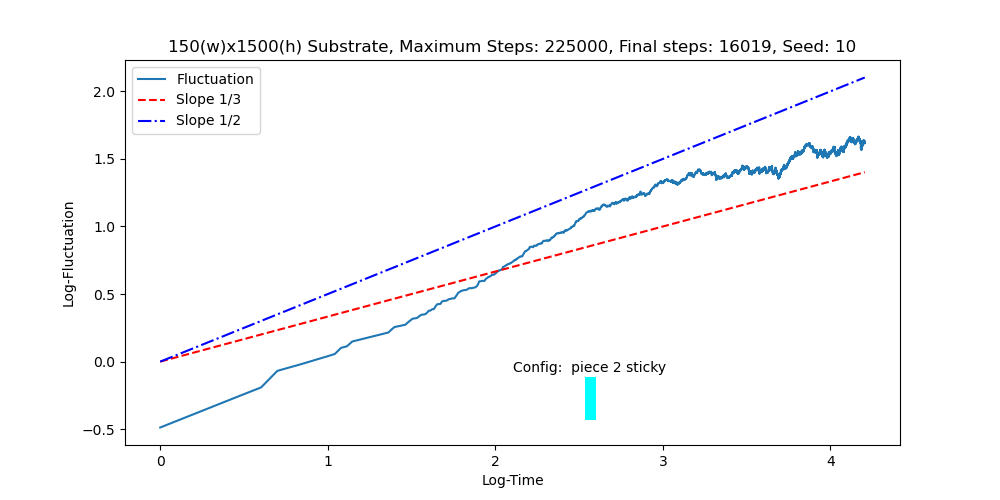 150(w)x1500(h) Substrate, Maximum Steps: 225000, Final steps: 16019, Seed: 10
Fluctuation
Slope 1/3
Slope 1/2
2.0
1.5
1.0
0.5
0.0
−0.5
Log-Fluctuation
Config:  piece 2 sticky
0
1
2
3
4
Log-Time